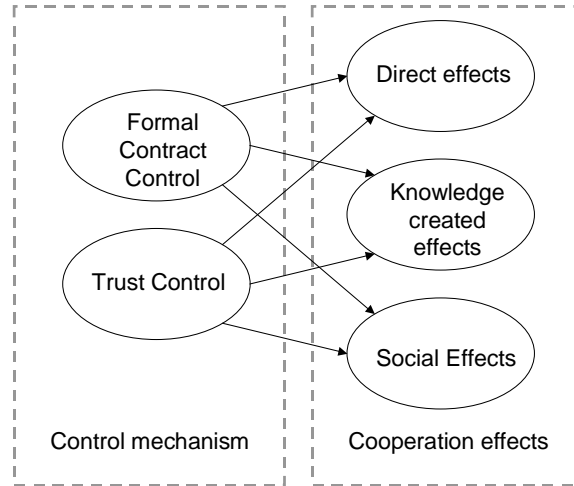 Direct effects
Formal
Contract
Control
Knowledge
created
effects
Trust Control
Social Effects
Control mechanism
Cooperation effects